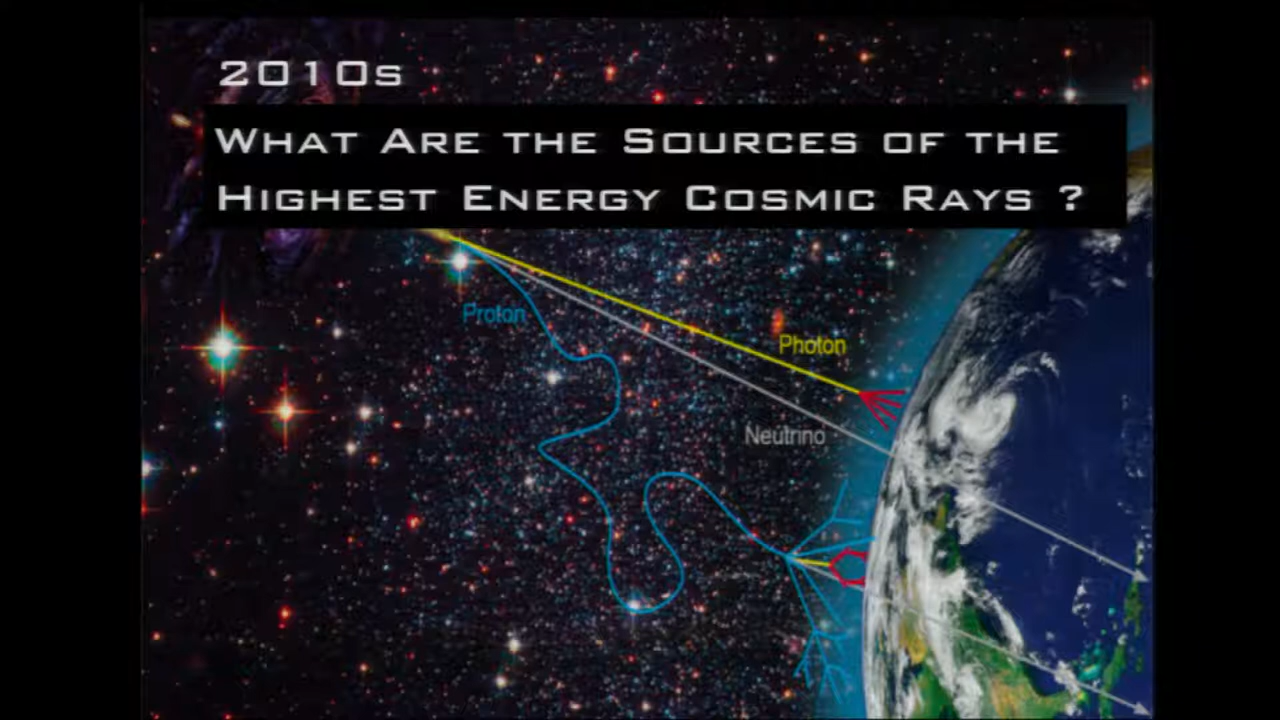 2010s
What Are the Sources of the
Highest Energy Cosmic Rays ?
Proton
Photon
Neutrino